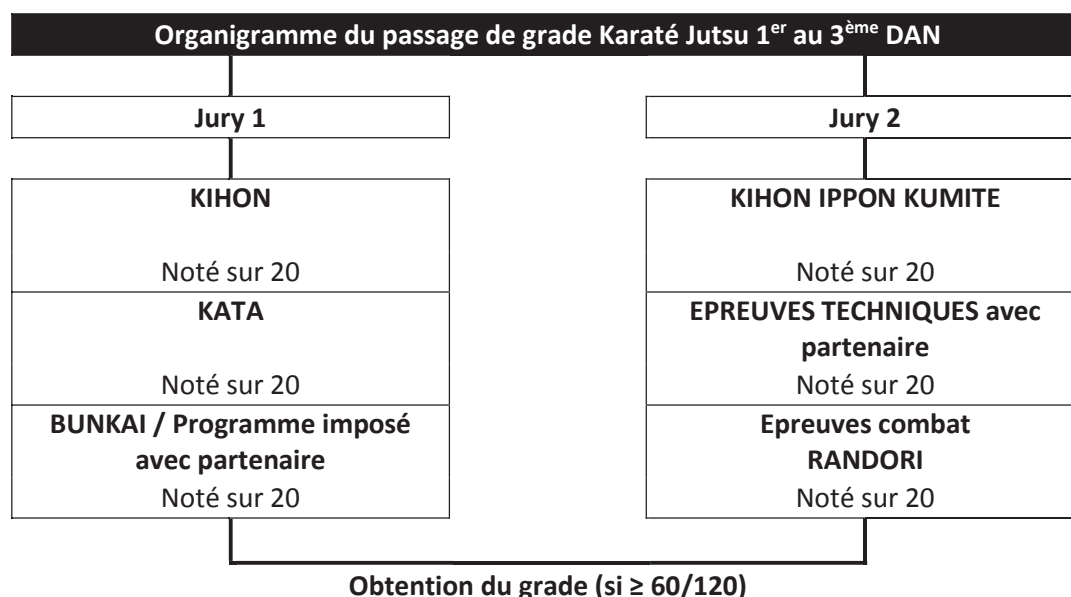 Organigramme du passage de grade Karaté Jutsu 1er au 3ème DAN
Jury 1
KIHON
Noté sur 20
KATA
Noté sur 20
BUNKAI / Programme imposé
avec partenaire
Noté sur 20
Jury 2
KIHON IPPON KUMITE
Noté sur 20
EPREUVES TECHNIQUES avec
partenaire
Noté sur 20
Epreuves combat
RANDORI
Noté sur 20
Obtention du grade (si ≥ 60/120)